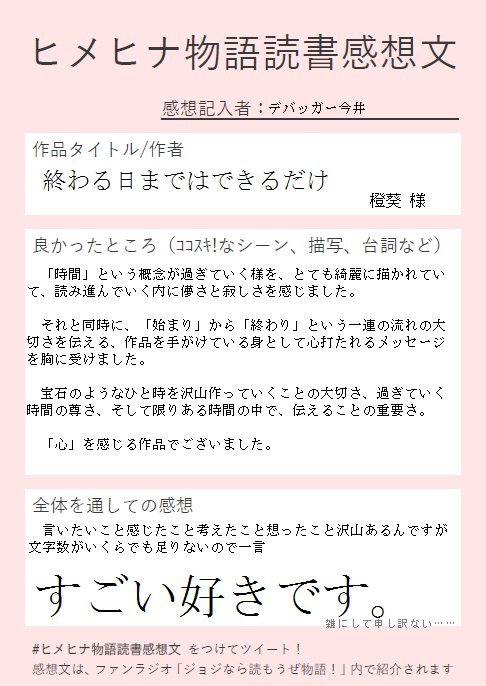 ヒメヒナ物語読書感想文
感想記入者：デバッガー今井
作品タイトル/作者
終わる日まではできるだけ
橙葵 様
良かったところ（ｺｺｽｷ!なシーン、描写、台詞など）
「時間」という概念が過ぎていく様を、とても綺麗に描かれてい
て、読み進んでいく内に儚さと寂しさを感じました。
それと同時に、「始まり」から「終わり」という一連の流れの大
切さを伝える、作品を手がけている身として心打たれるメッセージ
を胸に受けました。
宝石のようなひと時を沢山作っていくことの大切さ、過ぎていく
時間の尊さ、そして限りある時間の中で、伝えることの重要さ。
「心」を感じる作品でございました。
全体を通しての感想
言いたいこと感じたこと考えたこと想ったこと沢山あるんですが
文字数がいくらでも足りないので一言
すごい好きです。
雑にして申し訳ない……
#ヒメヒナ物語読書感想文 をつけてツイート！
感想文は、ファンラジオ「ジョジなら読もうぜ物語！」内で紹介されます